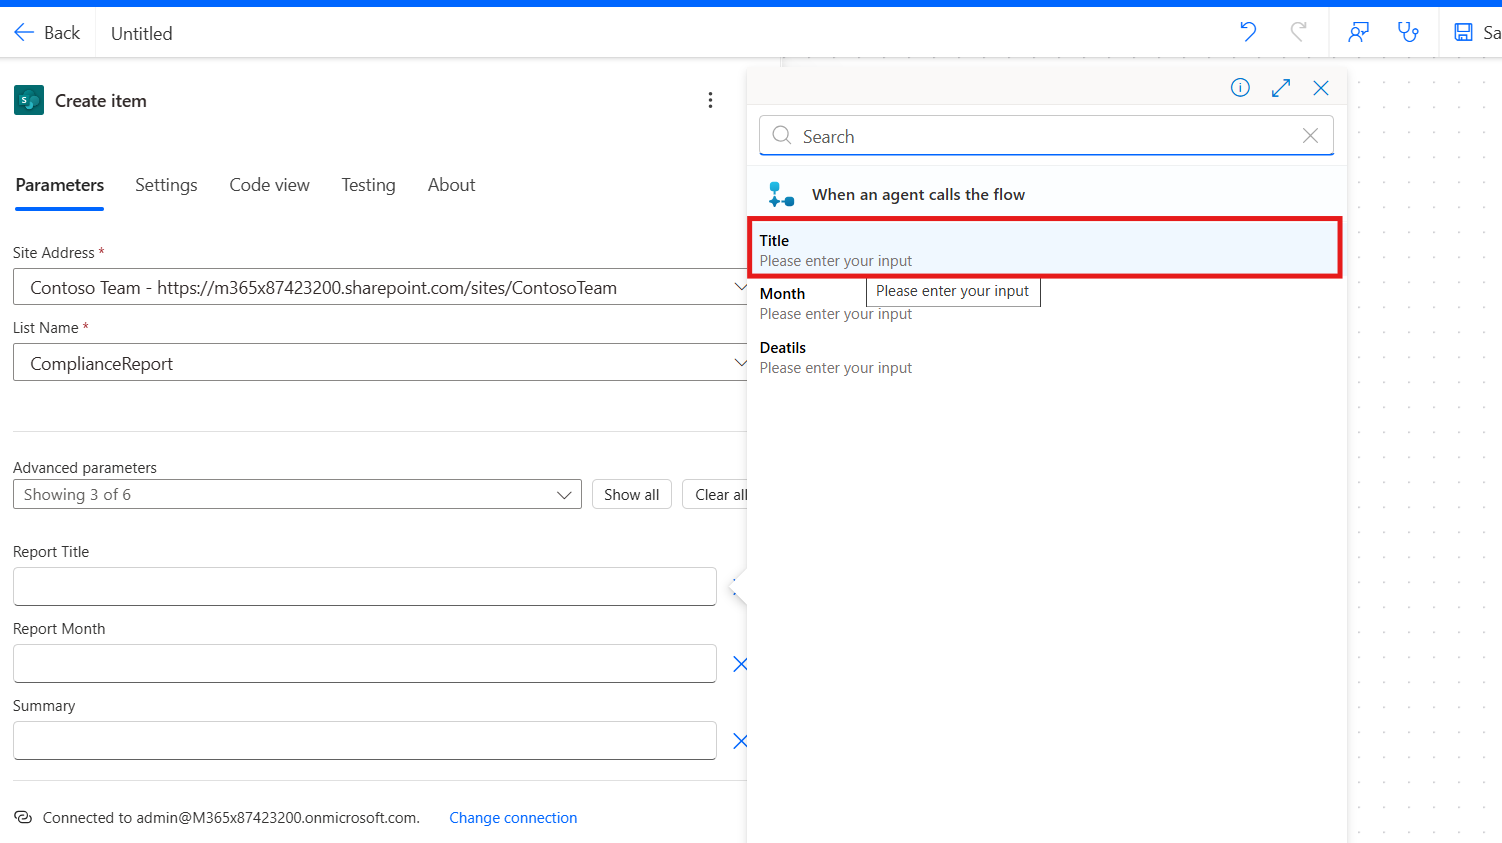 Back
Untitled
Create item
Parameters
Settings
Code view
Testing
About
Site Address *
Contoso Team - https://m365x87423200.sharepoint.com/sites/ContosoTeam
List Name *
ComplianceReport
Advanced parameters
Showing 3 of 6
Show all
Clear all
Report Title
Report Month
Summary
Connected to admin@M365x87423200.onmicrosoft.com.
Change connection
Search
When an agent calls the flow
Title
Please enter your input
Month
Please enter your input
Please enter your input
Deatils
Please enter your input
Sa